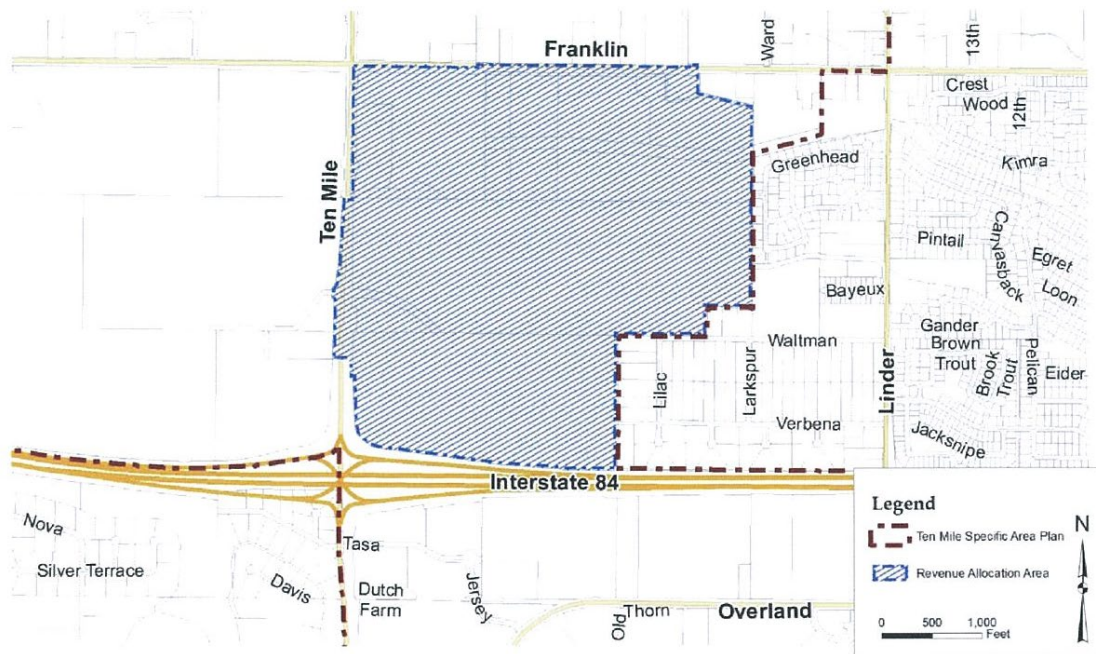 Franklin
Ward
13th
Crest
Wood
12th
Ten Mile
Greenhead
Kimra
Pintail
Canvasback
Egret
Loon
Bayeux
Gander
Brown
Trout
Waltman
Brook
Trout
Pelican
Eider
Lilac
Larkspur
Linder
Verbena
Jacksnipe
Interstate 84
Legend
Ten Mile Specific Area Plan
Revenue Allocation Area
N
0 500 1,000
Feet
Nova
Silver Terrace
Tasa
Davis
Dutch
Farm
Jersey
Old
Thorn
Overland